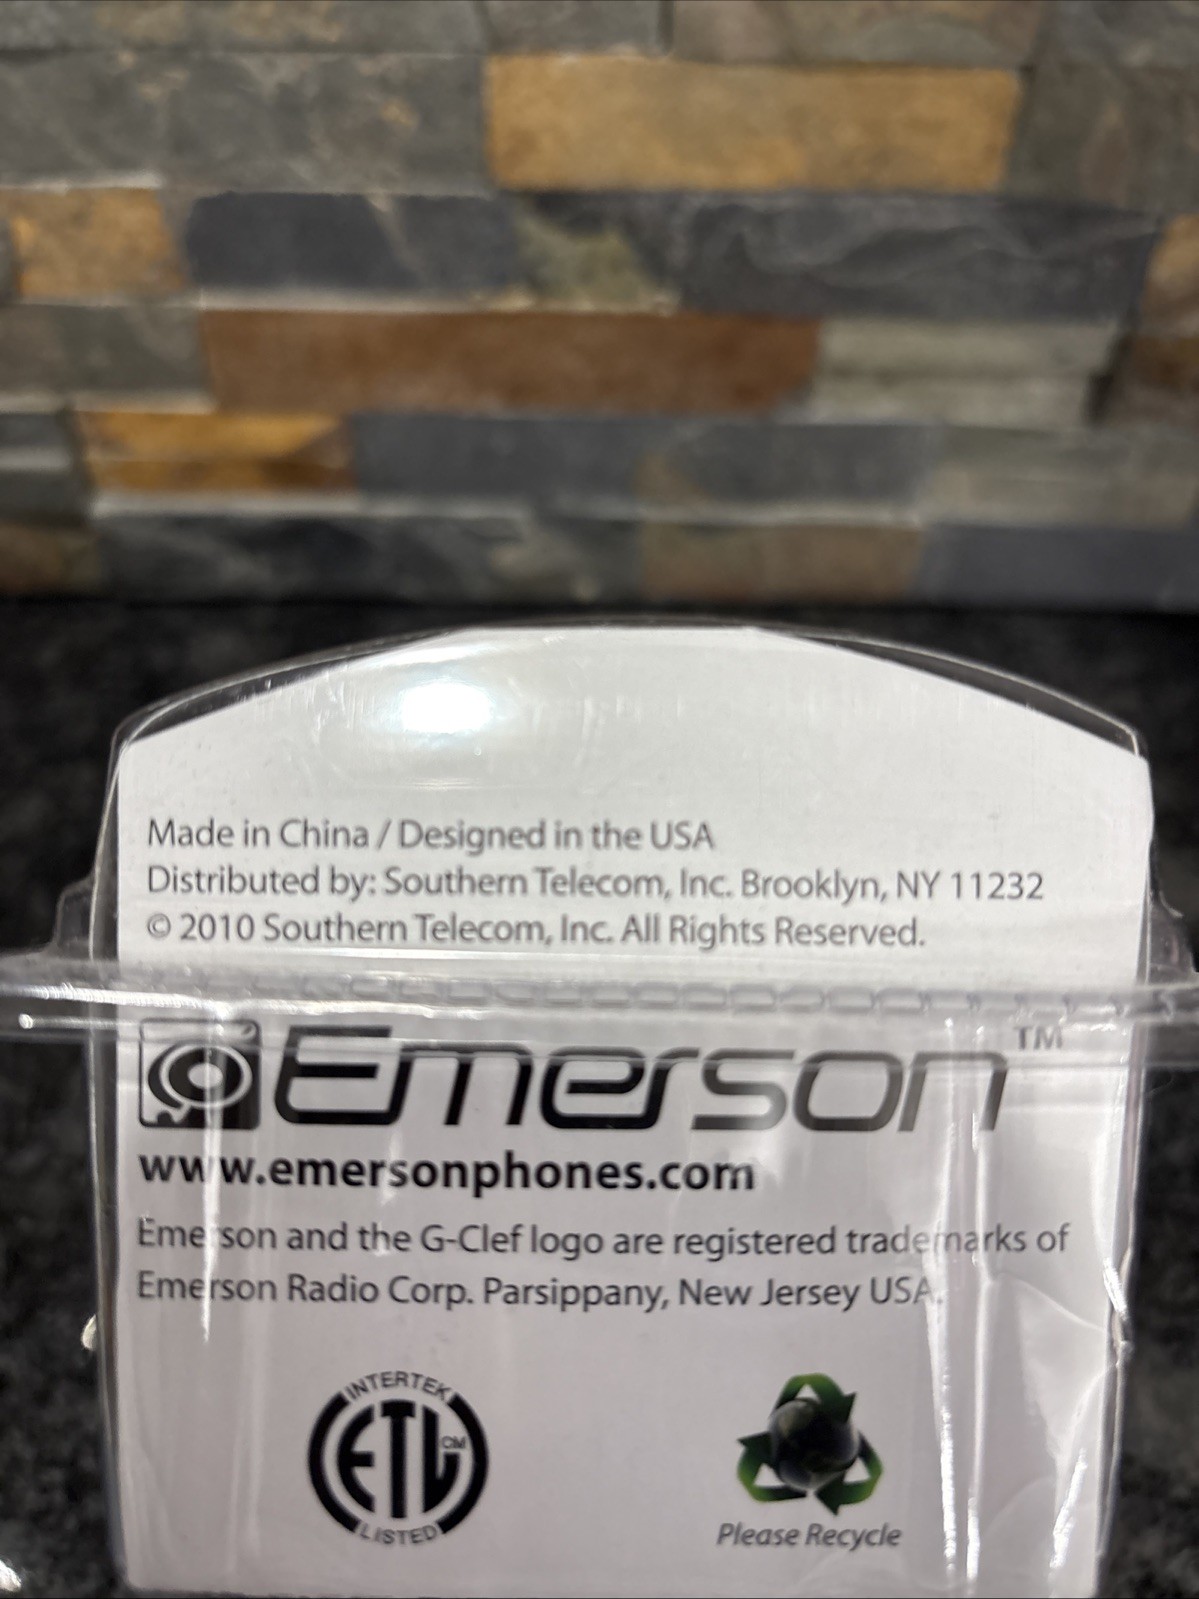 Made in China / Designed in the USA
Distributed by: Southern Telecom, Inc. Brooklyn, NY 11232
© 2010 Southern Telecom, Inc. All Rights Reserved.
Emerson™
www.emersonphones.com
Emerson and the G-Clef logo are registered trademarks of
Emerson Radio Corp. Parsippany, New Jersey USA.
INTERTEK
ETL CM
LISTED
Please Recycle